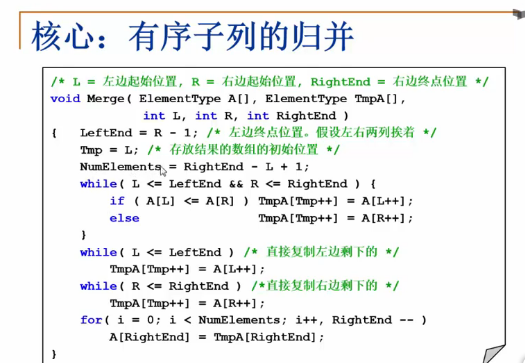 核心：有序子列的归并
/* L = 左边起始位置, R = 右边起始位置, RightEnd = 右边终点位置 */
void Merge( ElementType A[], ElementType TmpA[],
int L, int R, int RightEnd )
{ LeftEnd = R - 1; /* 左边终点位置。假设左右两列挨着 */
Tmp = L; /* 存放结果的数组的初始位置 */
NumElements = RightEnd - L + 1;
while( L <= LeftEnd && R <= RightEnd ) {
if ( A[L] <= A[R] ) TmpA[Tmp++] = A[L++];
else TmpA[Tmp++] = A[R++];
}
while( L <= LeftEnd ) /* 直接复制左边剩下的 */
TmpA[Tmp++] = A[L++];
while( R <= RightEnd ) /*直接复制右边剩下的 */
TmpA[Tmp++] = A[R++];
for( i = 0; i < NumElements; i++, RightEnd -- )
A[RightEnd] = TmpA[RightEnd];
}